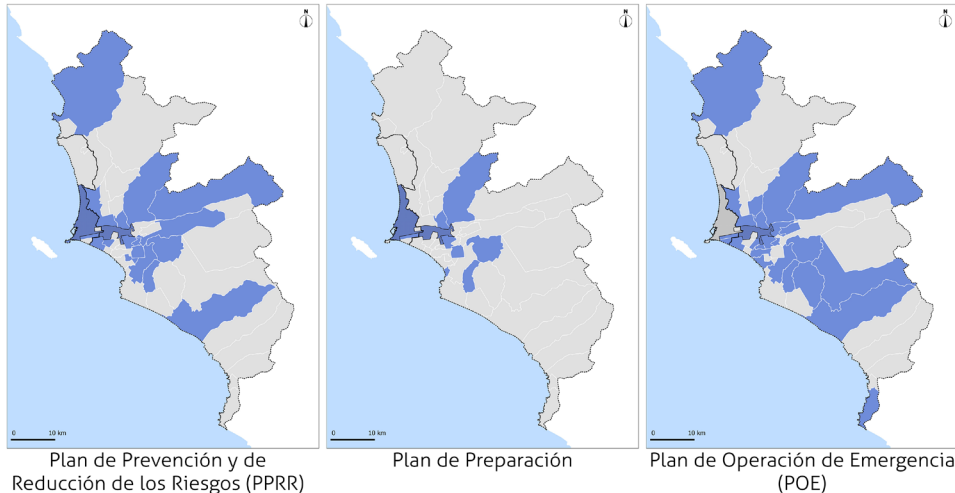 N
N
N
0 10 km
0 10 km
0 10 km
Plan de Prevención y de
Reducción de los Riesgos (PPRR)
Plan de Preparación
Plan de Operación de Emergencia
(POE)